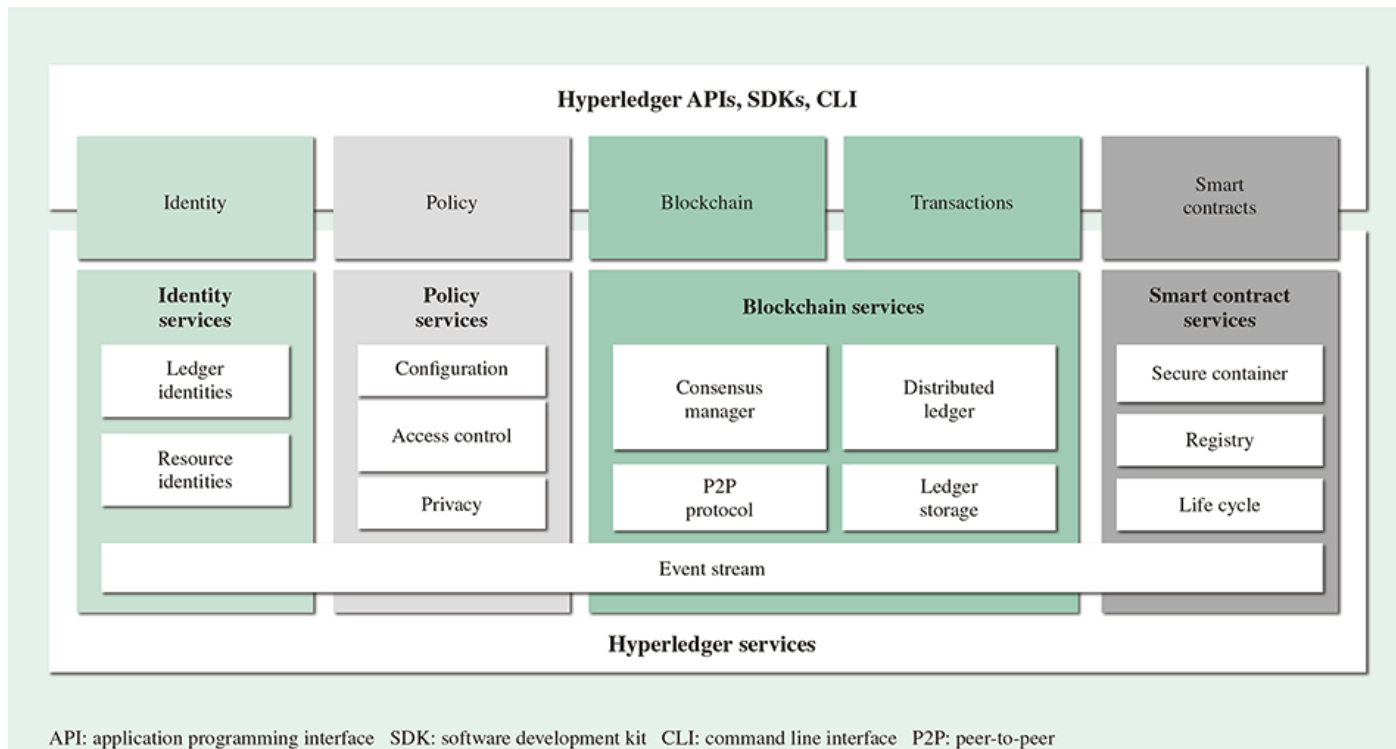 Hyperledger APIs, SDKs, CLI
Identity
Policy
Blockchain
Transactions
Smart
contracts
Identity
services
Ledger
identities
Resource
identities
Policy
services
Configuration
Access control
Privacy
Blockchain services
Consensus
manager
Distributed
ledger
P2P
protocol
Ledger
storage
Smart contract
services
Secure container
Registry
Life cycle
Event stream
Hyperledger services
API: application programming interface SDK: software development kit CLI: command line interface P2P: peer-to-peer